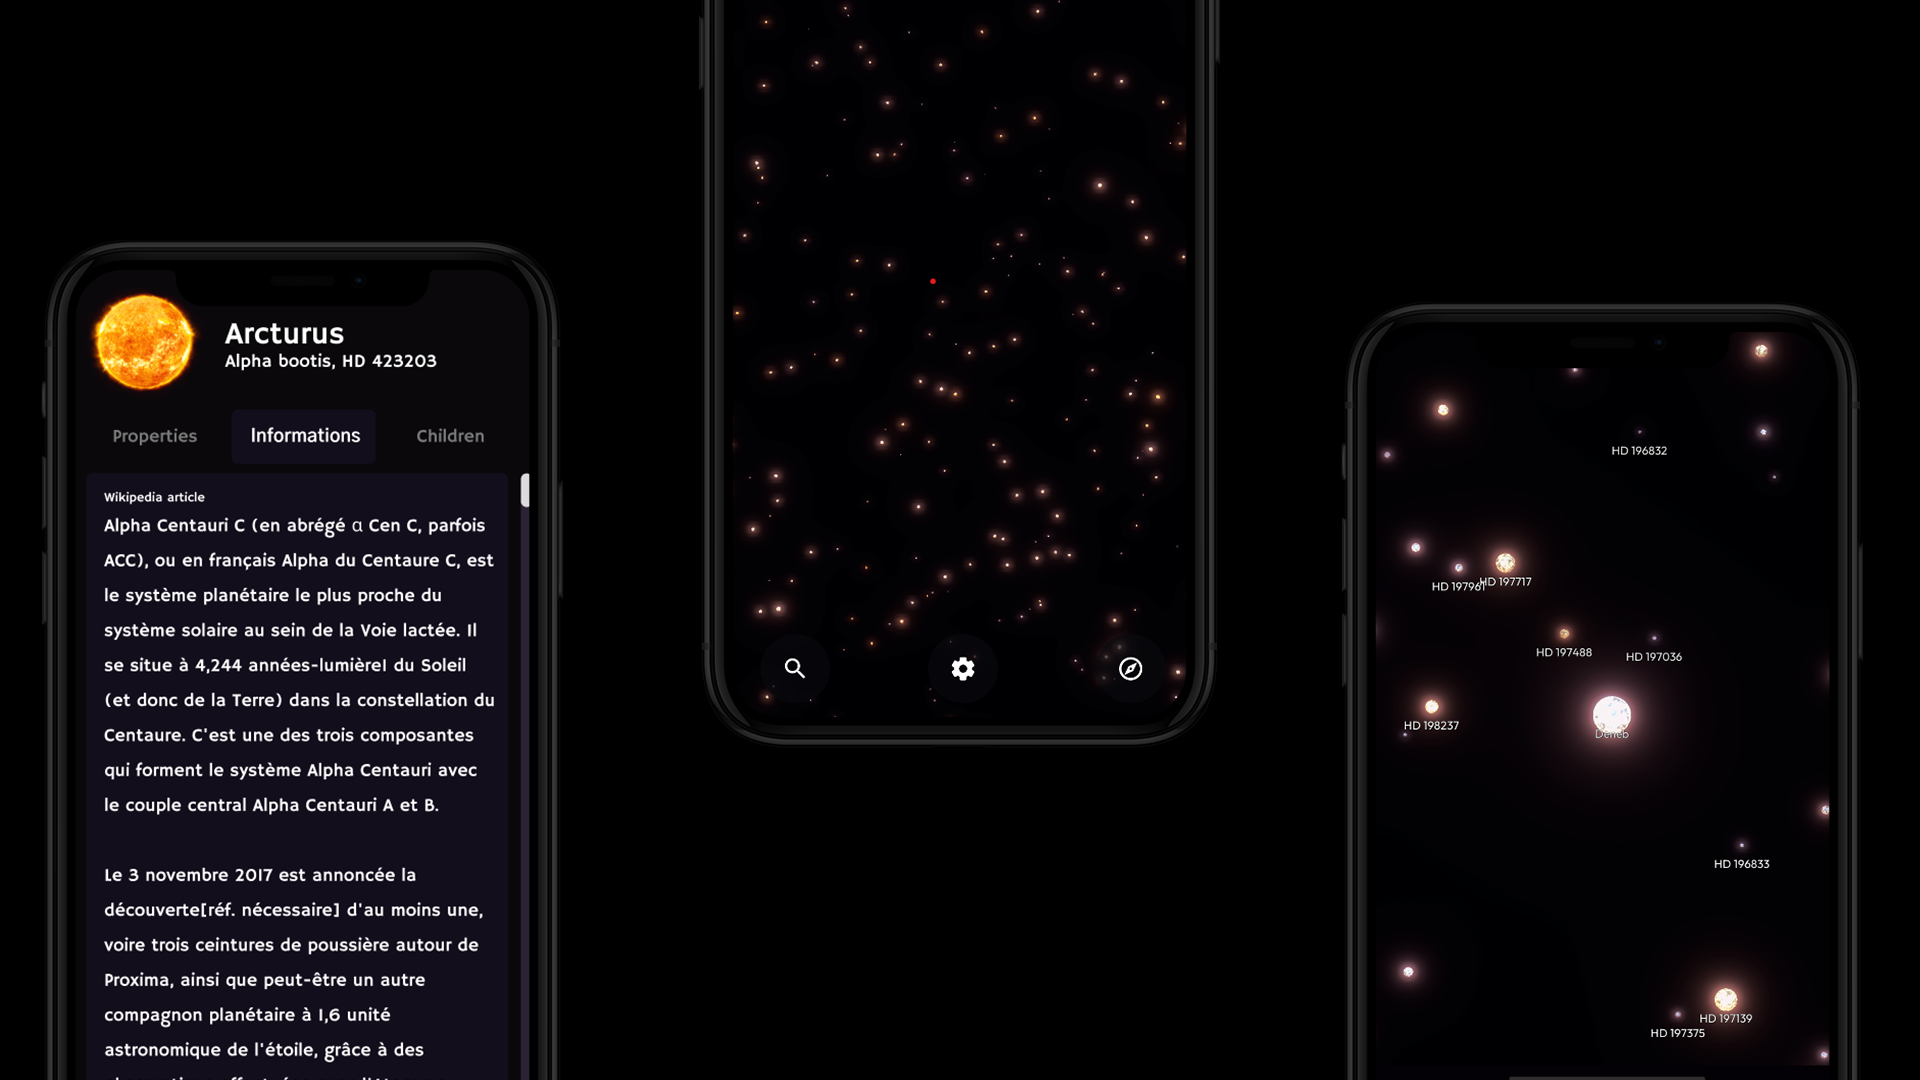 Arcturus
Alpha bootis, HD 423203
Properties
Informations
Children
Wikipedia article
Alpha Centauri C (en abrégé α Cen C, parfois
ACC), ou en français Alpha du Centaure C, est
le système planétaire le plus proche du
système solaire au sein de la Voie lactée. Il
se situe à 4,244 années-lumière1 du Soleil
(et donc de la Terre) dans la constellation du
Centaure. C'est une des trois composantes
qui forment le système Alpha Centauri avec
le couple central Alpha Centauri A et B.
Le 3 novembre 2017 est annoncée la
découverte[réf. nécessaire] d'au moins une,
voire trois ceintures de poussière autour de
Proxima, ainsi que peut-être un autre
compagnon planétaire à 1,6 unité
astronomique de l'étoile, grâce à des
HD 196832
HD 197961
HD 197717
HD 197488
HD 197036
HD 198237
Deneb
HD 196833
HD 197139
HD 197375